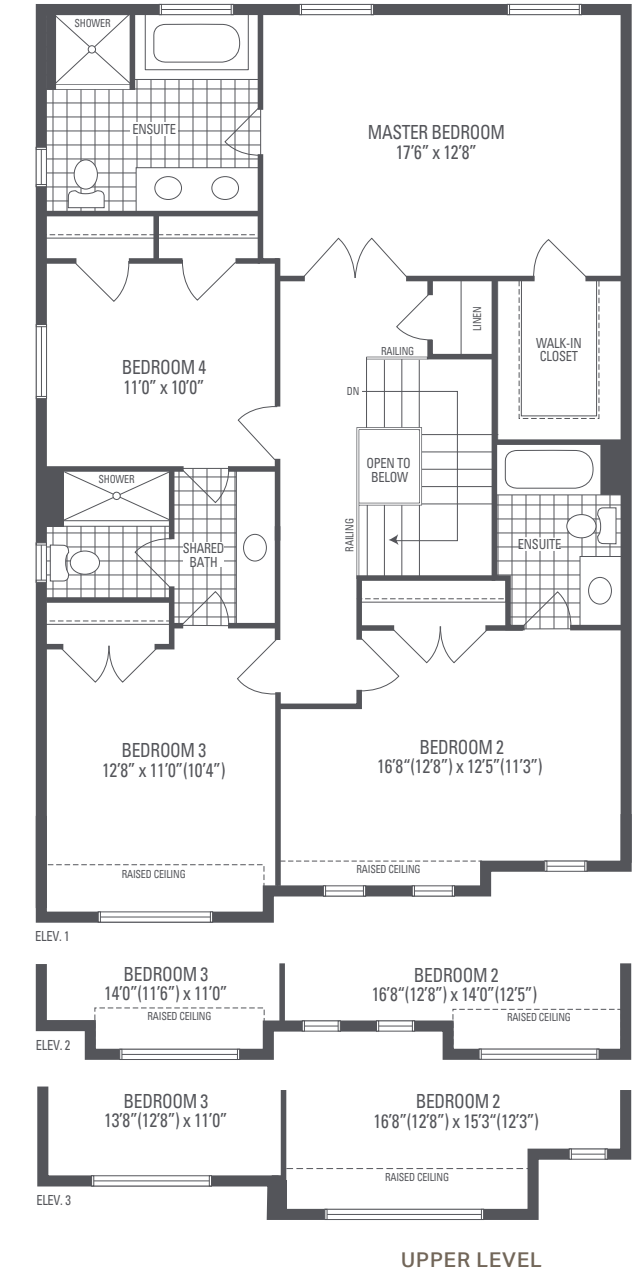 SHOWER
ENSUITE
MASTER BEDROOM
17'6" x 12'8"
LINEN
WALK-IN
CLOSET
RAILING
BEDROOM 4
11'0" x 10'0"
DN
OPEN TO
BELOW
SHOWER
RAILING
SHARED
BATH
ENSUITE
BEDROOM 3
12'8" x 11'0"(10'4")
BEDROOM 2
16'8"(12'8") x 12'5"(11'3")
RAISED CEILING
RAISED CEILING
ELEV. 1
BEDROOM 3
14'0"(11'6") x 11'0"
RAISED CEILING
BEDROOM 2
16'8"(12'8") x 14'0"(12'5")
RAISED CEILING
ELEV. 2
BEDROOM 3
13'8"(12'8") x 11'0"
BEDROOM 2
16'8"(12'8") x 15'3"(12'3")
RAISED CEILING
ELEV. 3
UPPER LEVEL